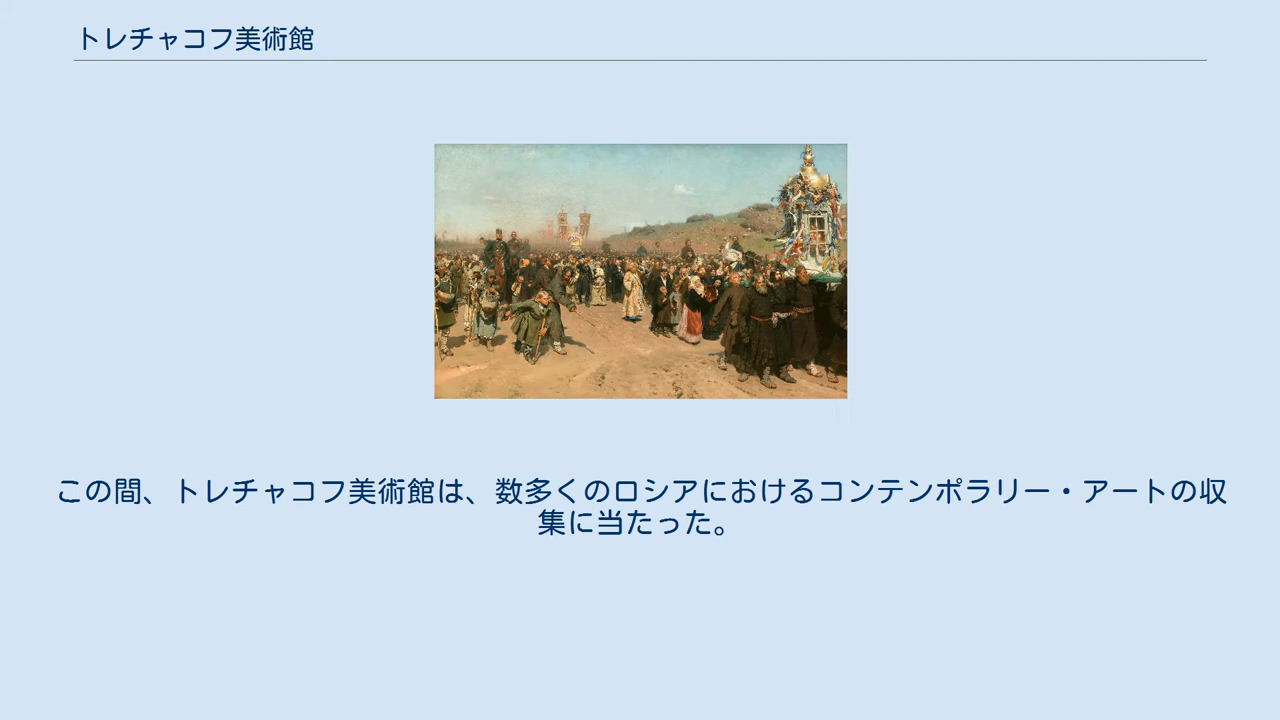 トレチャコフ美術館
この間、トレチャコフ美術館は、数多くのロシアにおけるコンテンポラリー・アートの収
集に当たった。